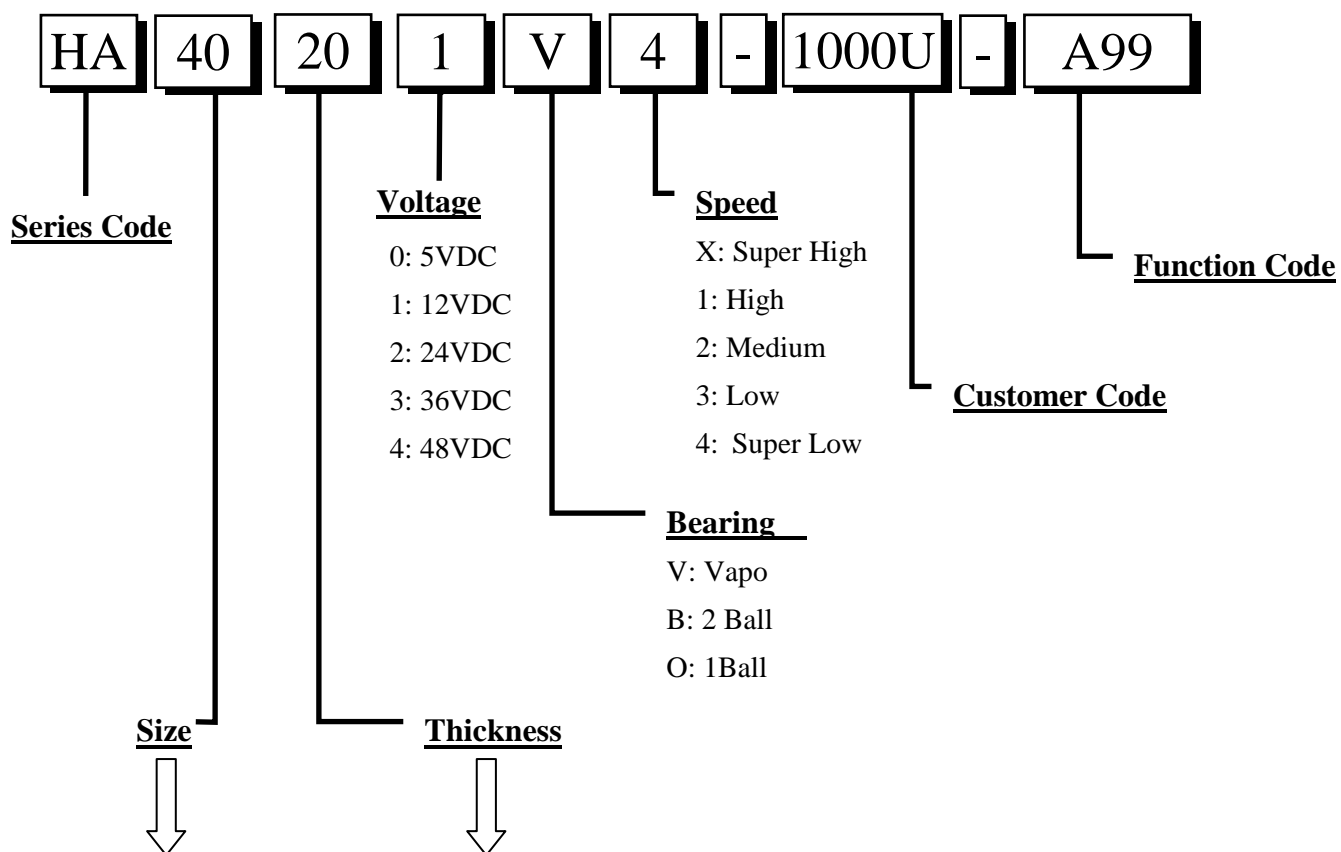 HA 40 20 1 V 4 - 1000U - A99
Series Code
Voltage
0: 5VDC
1: 12VDC
2: 24VDC
3: 36VDC
4: 48VDC
Speed
X: Super High
1: High
2: Medium
3: Low
4: Super Low
Function Code
Customer Code
Bearing
V: Vapo
B: 2 Ball
O: 1Ball
Size
Thickness